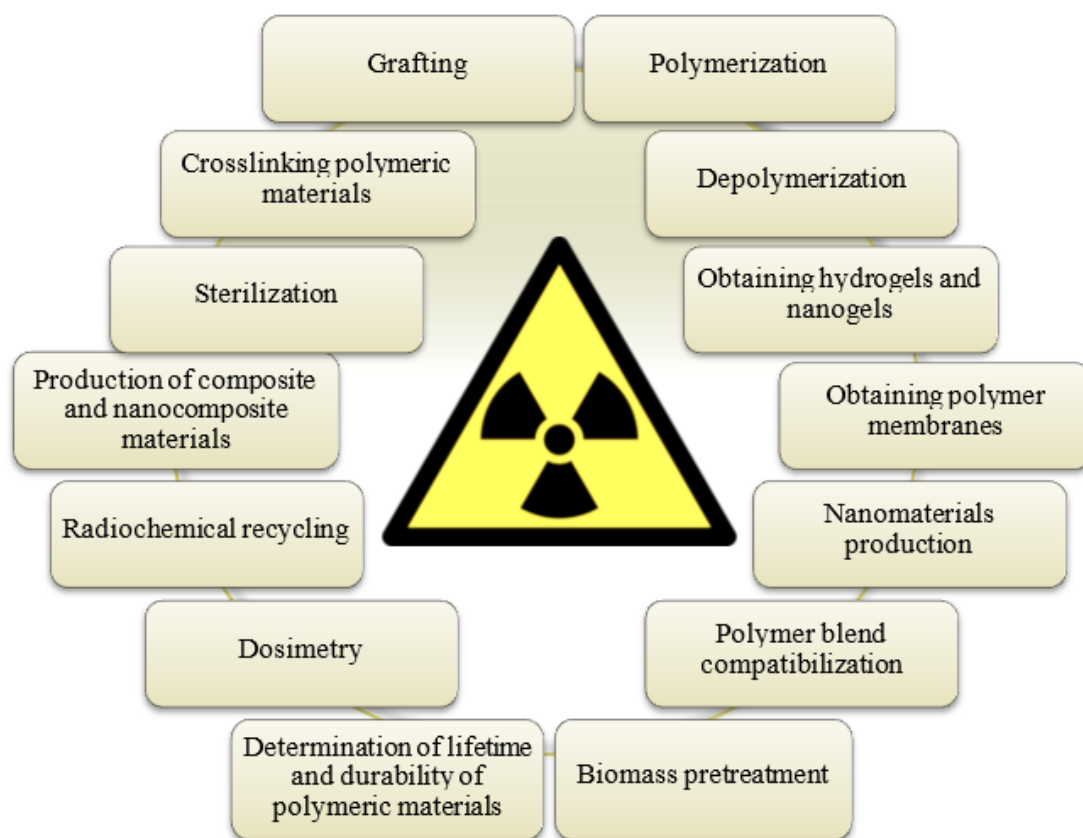 Grafting
Polymerization
Crosslinking polymeric
materials
Depolymerization
Sterilization
Obtaining hydrogels and
nanogels
Production of composite
and nanocomposite
materials
Obtaining polymer
membranes
Radiochemical recycling
Nanomaterials
production
Dosimetry
Polymer blend
compatibilization
Determination of lifetime
and durability of
polymeric materials
Biomass pretreatment